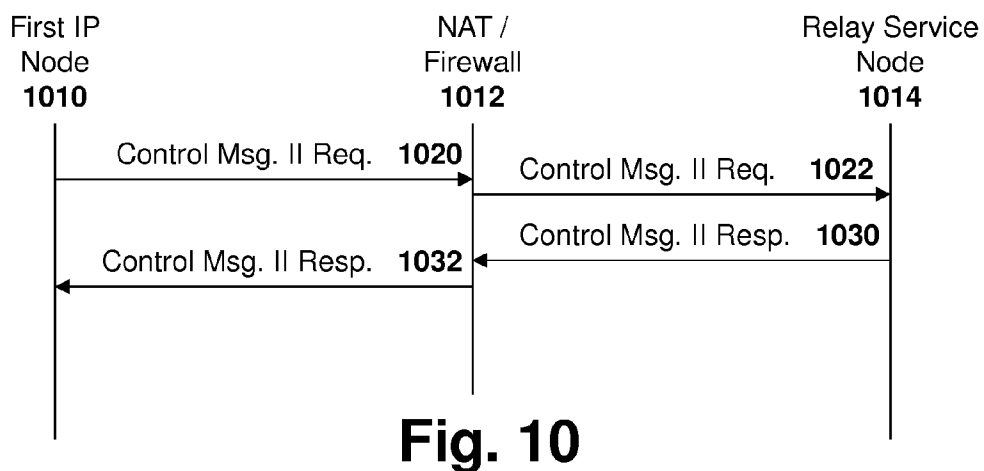 First IP
Node
1010
NAT /
Firewall
1012
Relay Service
Node
1014
Control Msg. II Req. 1020
Control Msg. II Req. 1022
Control Msg. II Resp. 1030
Control Msg. II Resp. 1032
Fig. 10